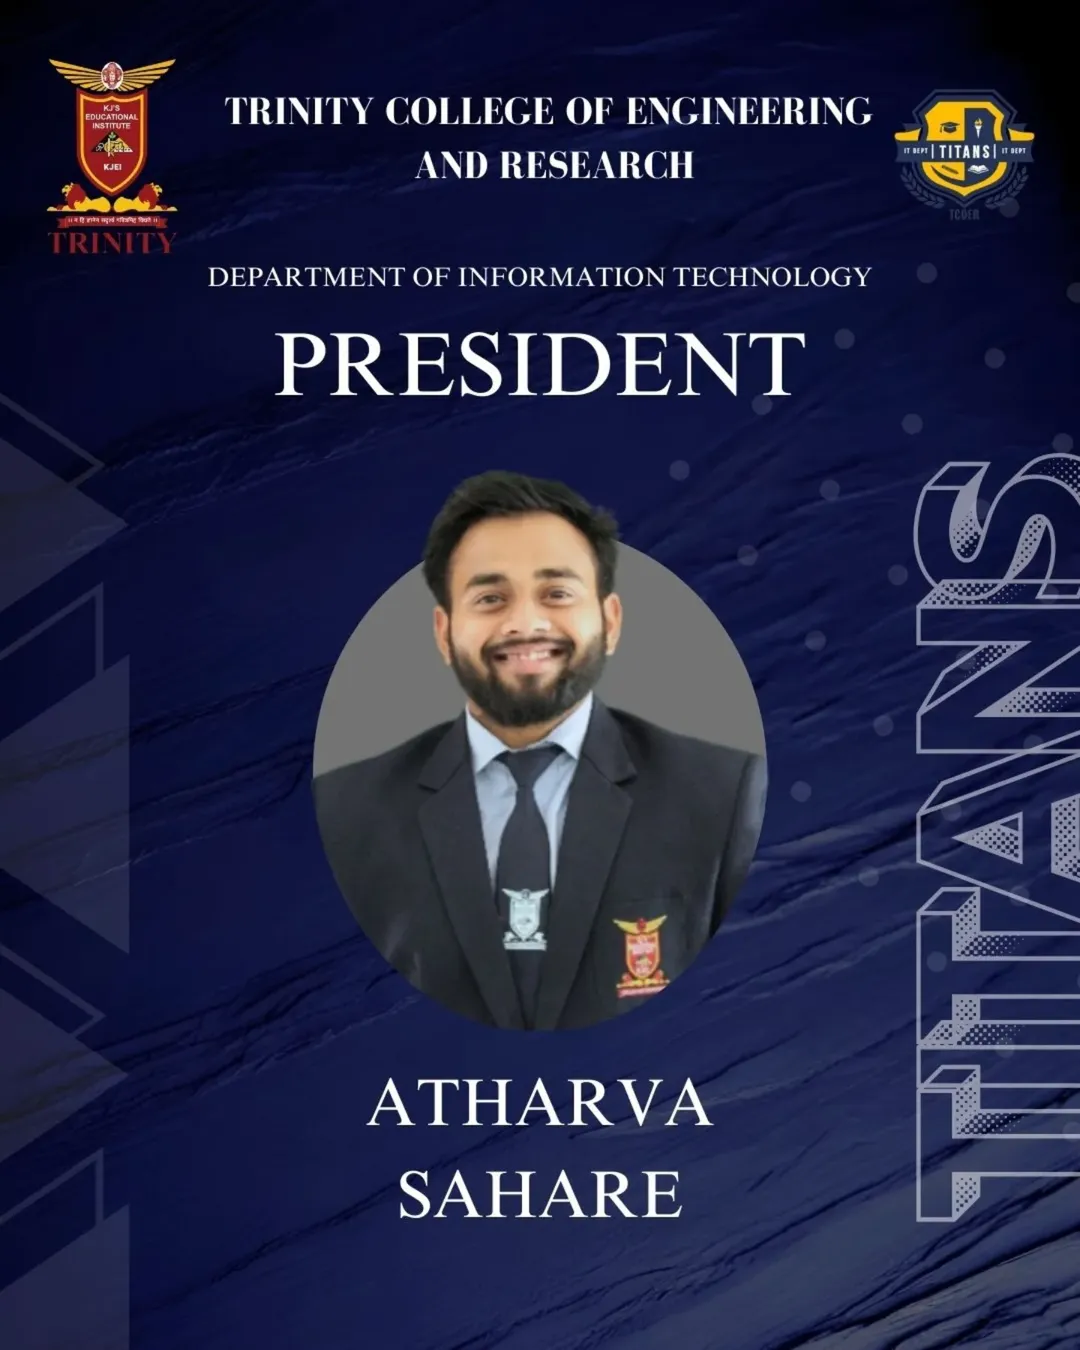 KJ'S
EDUCATIONAL
INSTITUTE
KJEI
TRINITY
TRINITY COLLEGE OF ENGINEERING
AND RESEARCH
IT DEPT |TITANS| IT DEPT
TCOER
DEPARTMENT OF INFORMATION TECHNOLOGY
PRESIDENT
TITANS
ATHARVA
SAHARE